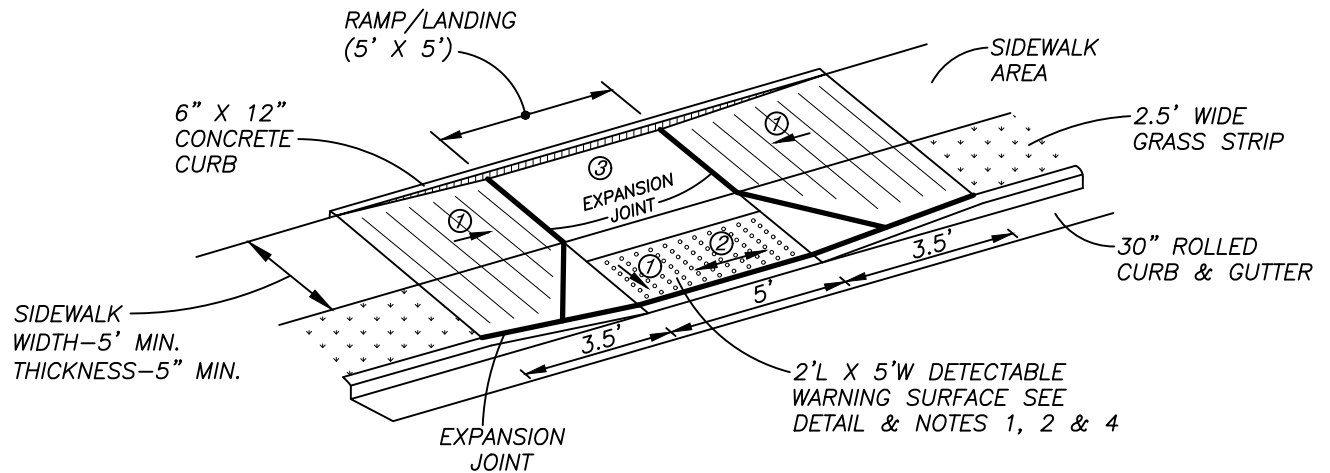 RAMP/LANDING
(5' X 5')
SIDEWALK
AREA
6" X 12"
CONCRETE
CURB
2.5' WIDE
GRASS STRIP
①
③
EXPANSION
JOINT
①
②
①
3.5'
30" ROLLED
CURB & GUTTER
5'
3.5'
SIDEWALK
WIDTH–5' MIN.
THICKNESS–5" MIN.
2'L X 5'W DETECTABLE
WARNING SURFACE SEE
DETAIL & NOTES 1, 2 & 4
EXPANSION
JOINT